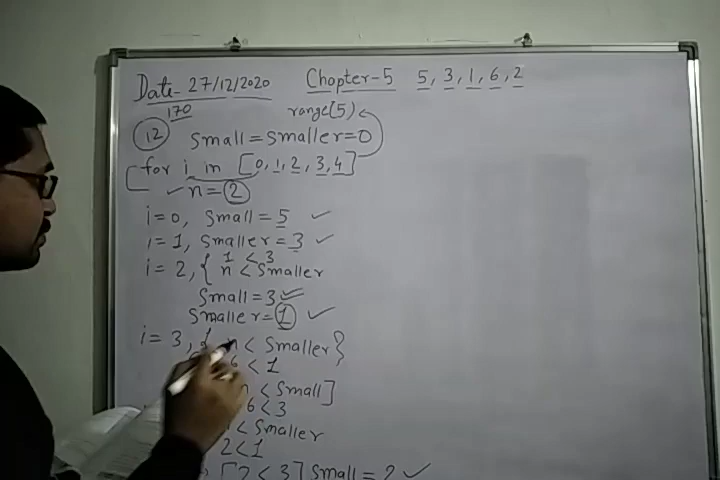 Date- 27/12/2020 Chapter-5 5, 3, 1, 6, 2
170 range(5)
12 Small = Smaller = 0
for i in [0, 1, 2, 3, 4]
n = 2
i = 0, Small = 5
i = 1, Smaller = 3
1 < 3
i = 2, { n < Smaller
Small = 3
Smaller = 1
i = 3, { n < Smaller }
6 < 1
n < Small ]
6 < 3
< Smaller
2 < 1
[2 < 3] Small = 2